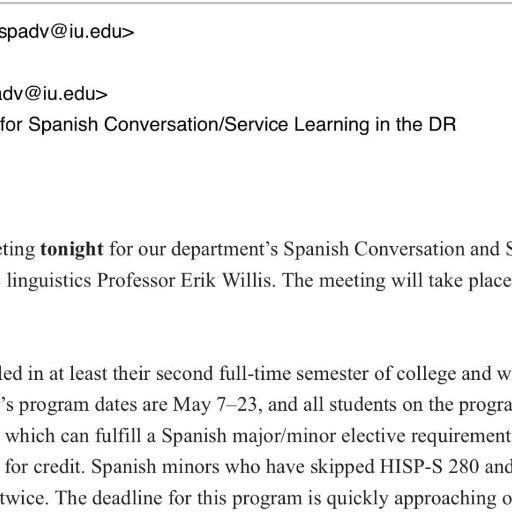 spadv@iu.edu>
adv@iu.edu>
for Spanish Conversation/Service Learning in the DR
eting tonight for our department's Spanish Conversation and S
linguistics Professor Erik Willis. The meeting will take place
led in at least their second full-time semester of college and w
's program dates are May 7–23, and all students on the progra
which can fulfill a Spanish major/minor elective requirement
for credit. Spanish minors who have skipped HISP-S 280 and
twice. The deadline for this program is quickly approaching o